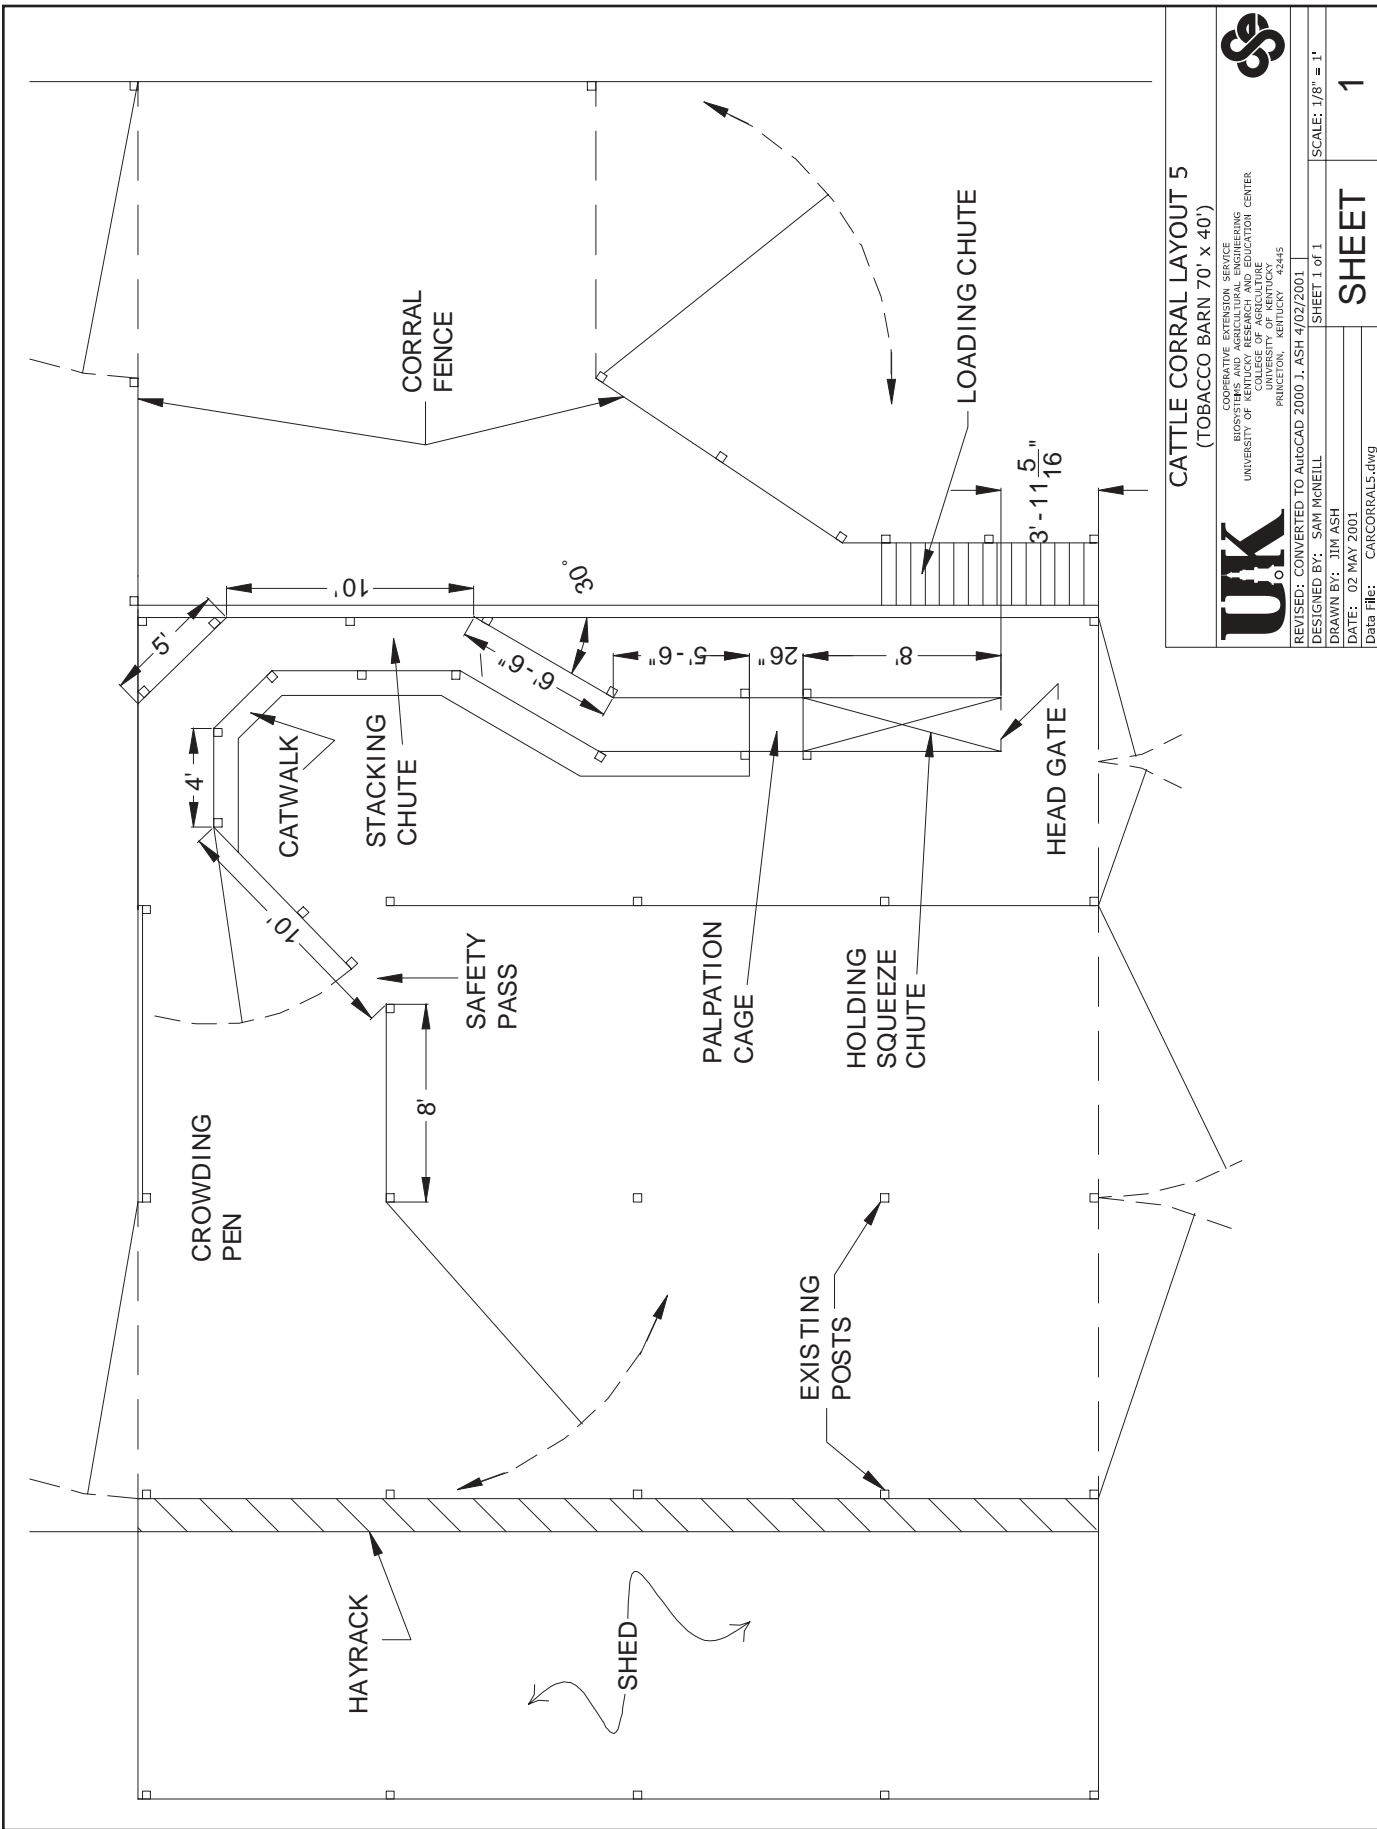 CORRAL
FENCE
5'
10'
30°
6'-6"
5'-6"
26"
8'
LOADING CHUTE
3'-11 5/16"
4'
CATWALK
STACKING
CHUTE
HEAD GATE
10'
SAFETY
PASS
8'
PALPATION
CAGE
HOLDING
SQUEEZE
CHUTE
CROWDING
PEN
EXISTING
POSTS
HAYRACK
SHED
CATTLE CORRAL LAYOUT 5
(TOBACCO BARN 70' x 40')
UK
COOPERATIVE EXTENSION SERVICE
BIOSYSTEMS AND AGRICULTURAL ENGINEERING
UNIVERSITY OF KENTUCKY RESEARCH AND EDUCATION CENTER
COLLEGE OF AGRICULTURE
UNIVERSITY OF KENTUCKY
PRINCETON, KENTUCKY 42445
REVISED: CONVERTED TO AutoCAD 2000 J. ASH 4/02/2001
DESIGNED BY: SAM McNEILL
SHEET 1 of 1
SCALE: 1/8" = 1'
DRAWN BY: JIM ASH
DATE: 02 MAY 2001
Data File: CARCORRAL5.dwg
SHEET 1